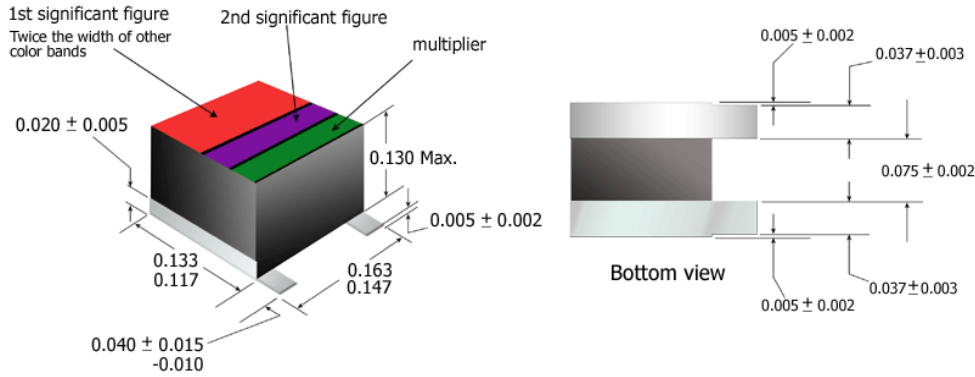 1st significant figure
Twice the width of other
color bands
2nd significant figure
multiplier
0.020 ± 0.005
0.130 Max.
0.005 ± 0.002
0.133
0.117
0.163
0.147
0.040 ± 0.015
-0.010
0.005 ± 0.002
0.037±0.003
0.075 ± 0.002
Bottom view
0.037±0.003
0.005 ± 0.002